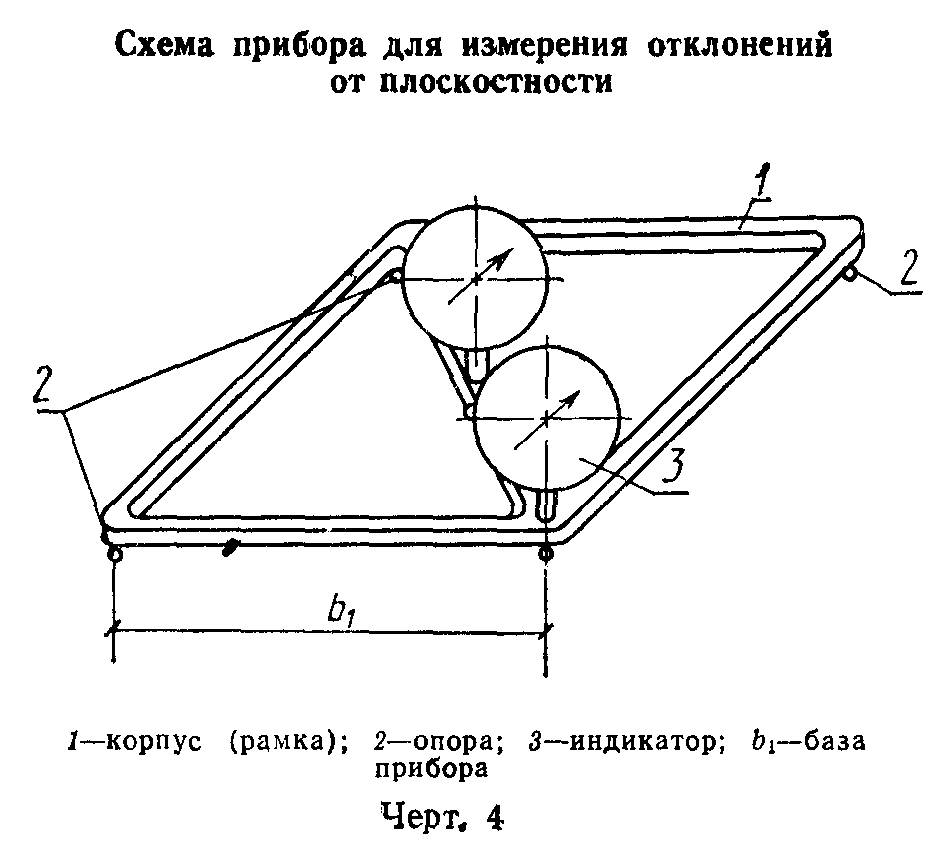 Схема прибора для измерения отклонений
от плоскостности
1
2
2
3
b₁
1—корпус (рамка); 2—опора; 3—индикатор; b₁—база
прибора
Черт. 4